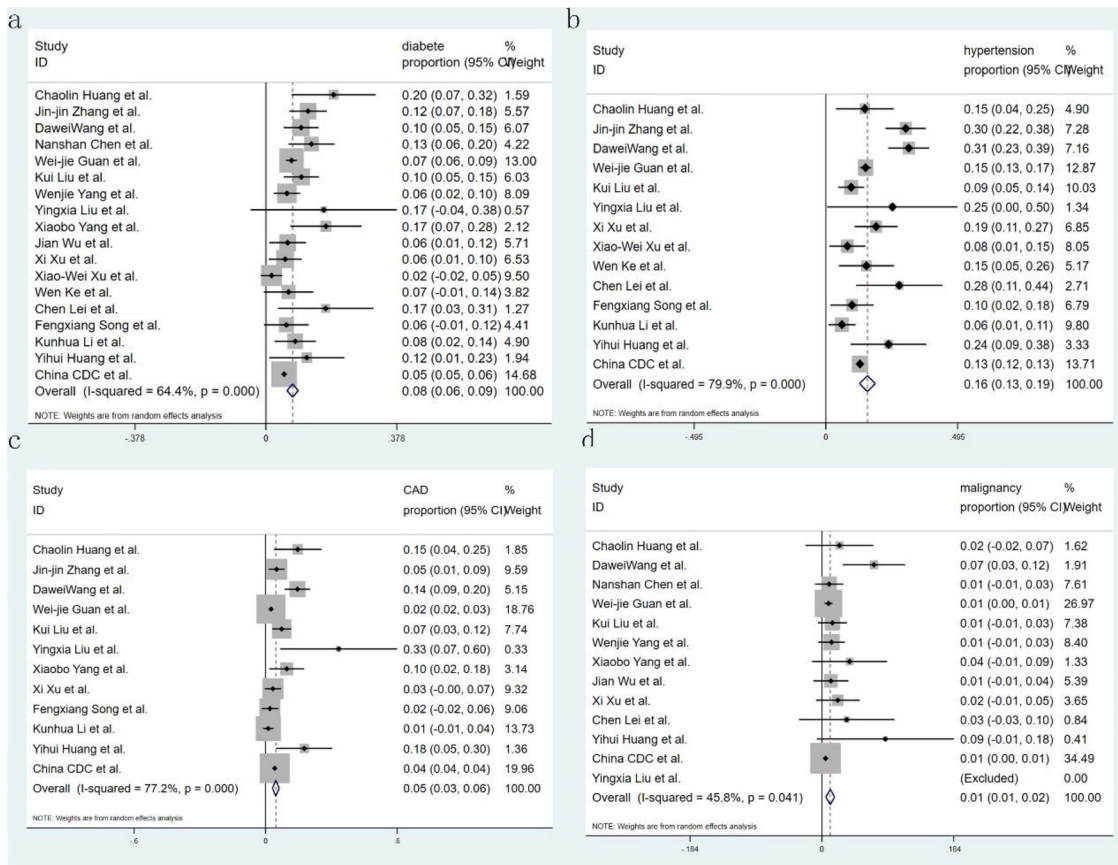 a
Study diabete %
ID proportion (95% CI) Weight
Chaolin Huang et al. 0.20 (0.07, 0.32) 1.59
Jin-jin Zhang et al. 0.12 (0.07, 0.18) 5.57
DaweiWang et al. 0.10 (0.05, 0.15) 6.07
Nanshan Chen et al. 0.13 (0.06, 0.20) 4.22
Wei-jie Guan et al. 0.07 (0.06, 0.09) 13.00
Kui Liu et al. 0.10 (0.05, 0.15) 6.03
Wenjie Yang et al. 0.06 (0.02, 0.10) 8.09
Yingxia Liu et al. 0.17 (-0.04, 0.38) 0.57
Xiaobo Yang et al. 0.17 (0.07, 0.28) 2.12
Jian Wu et al. 0.06 (0.01, 0.12) 5.71
Xi Xu et al. 0.06 (0.01, 0.10) 6.53
Xiao-Wei Xu et al. 0.02 (-0.02, 0.05) 9.50
Wen Ke et al. 0.07 (-0.01, 0.14) 3.82
Chen Lei et al. 0.17 (0.03, 0.31) 1.27
Fengxiang Song et al. 0.06 (-0.01, 0.12) 4.41
Kunhua Li et al. 0.08 (0.02, 0.14) 4.90
Yihui Huang et al. 0.12 (0.01, 0.23) 1.94
China CDC et al. 0.05 (0.05, 0.06) 14.68
Overall (I-squared = 64.4%, p = 0.000) 0.08 (0.06, 0.09) 100.00
NOTE: Weights are from random effects analysis
-.378 0 .378
b
Study hypertension %
ID proportion (95% CI) Weight
Chaolin Huang et al. 0.15 (0.04, 0.25) 4.90
Jin-jin Zhang et al. 0.30 (0.22, 0.38) 7.28
DaweiWang et al. 0.31 (0.23, 0.39) 7.16
Wei-jie Guan et al. 0.15 (0.13, 0.17) 12.87
Kui Liu et al. 0.09 (0.05, 0.14) 10.03
Yingxia Liu et al. 0.25 (0.00, 0.50) 1.34
Xi Xu et al. 0.19 (0.11, 0.27) 6.85
Xiao-Wei Xu et al. 0.08 (0.01, 0.15) 8.05
Wen Ke et al. 0.15 (0.05, 0.26) 5.17
Chen Lei et al. 0.28 (0.11, 0.44) 2.71
Fengxiang Song et al. 0.10 (0.02, 0.18) 6.79
Kunhua Li et al. 0.06 (0.01, 0.11) 9.80
Yihui Huang et al. 0.24 (0.09, 0.38) 3.33
China CDC et al. 0.13 (0.12, 0.13) 13.71
Overall (I-squared = 79.9%, p = 0.000) 0.16 (0.13, 0.19) 100.00
NOTE: Weights are from random effects analysis
-.495 0 .495
c
Study CAD %
ID proportion (95% CI) Weight
Chaolin Huang et al. 0.15 (0.04, 0.25) 1.85
Jin-jin Zhang et al. 0.05 (0.01, 0.09) 9.59
DaweiWang et al. 0.14 (0.09, 0.20) 5.15
Wei-jie Guan et al. 0.02 (0.02, 0.03) 18.76
Kui Liu et al. 0.07 (0.03, 0.12) 7.74
Yingxia Liu et al. 0.33 (0.07, 0.60) 0.33
Xiaobo Yang et al. 0.10 (0.02, 0.18) 3.14
Xi Xu et al. 0.03 (-0.00, 0.07) 9.32
Fengxiang Song et al. 0.02 (-0.02, 0.06) 9.06
Kunhua Li et al. 0.01 (-0.01, 0.04) 13.73
Yihui Huang et al. 0.18 (0.05, 0.30) 1.36
China CDC et al. 0.04 (0.04, 0.04) 19.96
Overall (I-squared = 77.2%, p = 0.000) 0.05 (0.03, 0.06) 100.00
NOTE: Weights are from random effects analysis
-.6 0 .6
d
Study malignancy %
ID proportion (95% CI) Weight
Chaolin Huang et al. 0.02 (-0.02, 0.07) 1.62
DaweiWang et al. 0.07 (0.03, 0.12) 1.91
Nanshan Chen et al. 0.01 (-0.01, 0.03) 7.61
Wei-jie Guan et al. 0.01 (0.00, 0.01) 26.97
Kui Liu et al. 0.01 (-0.01, 0.03) 7.38
Wenjie Yang et al. 0.01 (-0.01, 0.03) 8.40
Xiaobo Yang et al. 0.04 (-0.01, 0.09) 1.33
Jian Wu et al. 0.01 (-0.01, 0.04) 5.39
Xi Xu et al. 0.02 (-0.01, 0.05) 3.65
Chen Lei et al. 0.03 (-0.03, 0.10) 0.84
Yihui Huang et al. 0.09 (-0.01, 0.18) 0.41
China CDC et al. 0.01 (0.00, 0.01) 34.49
Yingxia Liu et al. (Excluded) 0.00
Overall (I-squared = 45.8%, p = 0.041) 0.01 (0.01, 0.02) 100.00
NOTE: Weights are from random effects analysis
-.184 0 .184